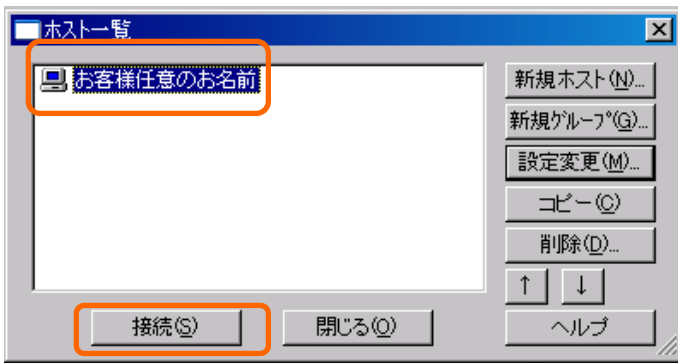 ホスト一覧
お客様任意のお名前
新規ホスト(N)...
新規ｸﾞﾙｰﾌﾟ(G)...
設定変更(M)...
コピー(C)
削除(D)...
↑ ↓
接続(S) 閉じる(O) ヘルプ